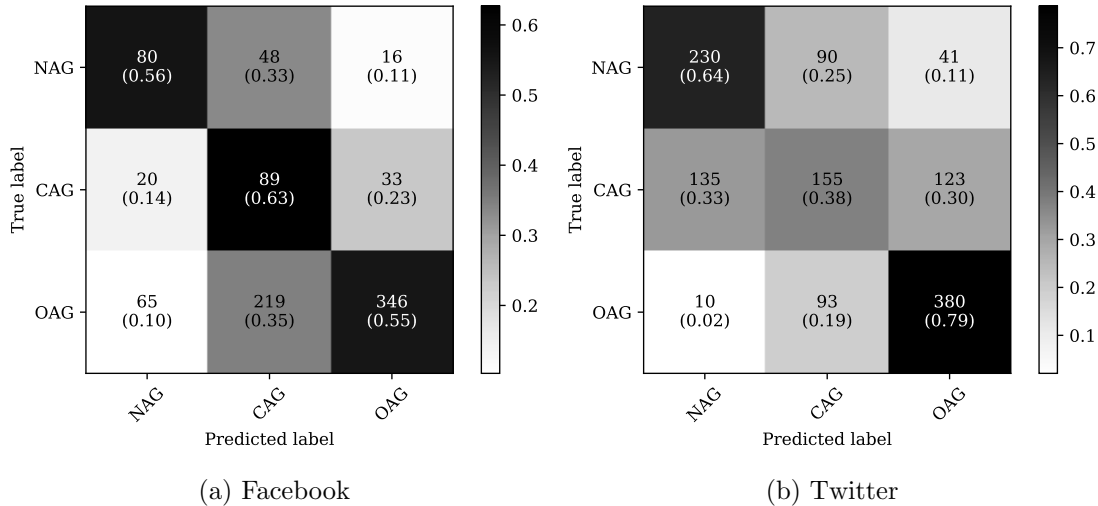 NAG
80
(0.56)
48
(0.33)
16
(0.11)
CAG
20
(0.14)
89
(0.63)
33
(0.23)
OAG
65
(0.10)
219
(0.35)
346
(0.55)
NAG
CAG
OAG
True label
Predicted label
0.6
0.5
0.4
0.3
0.2
(a) Facebook
NAG
230
(0.64)
90
(0.25)
41
(0.11)
CAG
135
(0.33)
155
(0.38)
123
(0.30)
OAG
10
(0.02)
93
(0.19)
380
(0.79)
NAG
CAG
OAG
True label
Predicted label
0.7
0.6
0.5
0.4
0.3
0.2
0.1
(b) Twitter